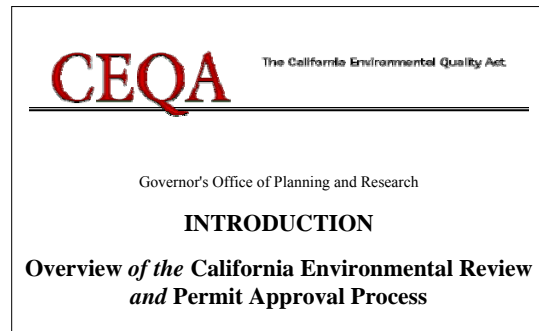 CEQA
The California Environmental Quality Act
Governor's Office of Planning and Research
INTRODUCTION
Overview of the California Environmental Review
and Permit Approval Process